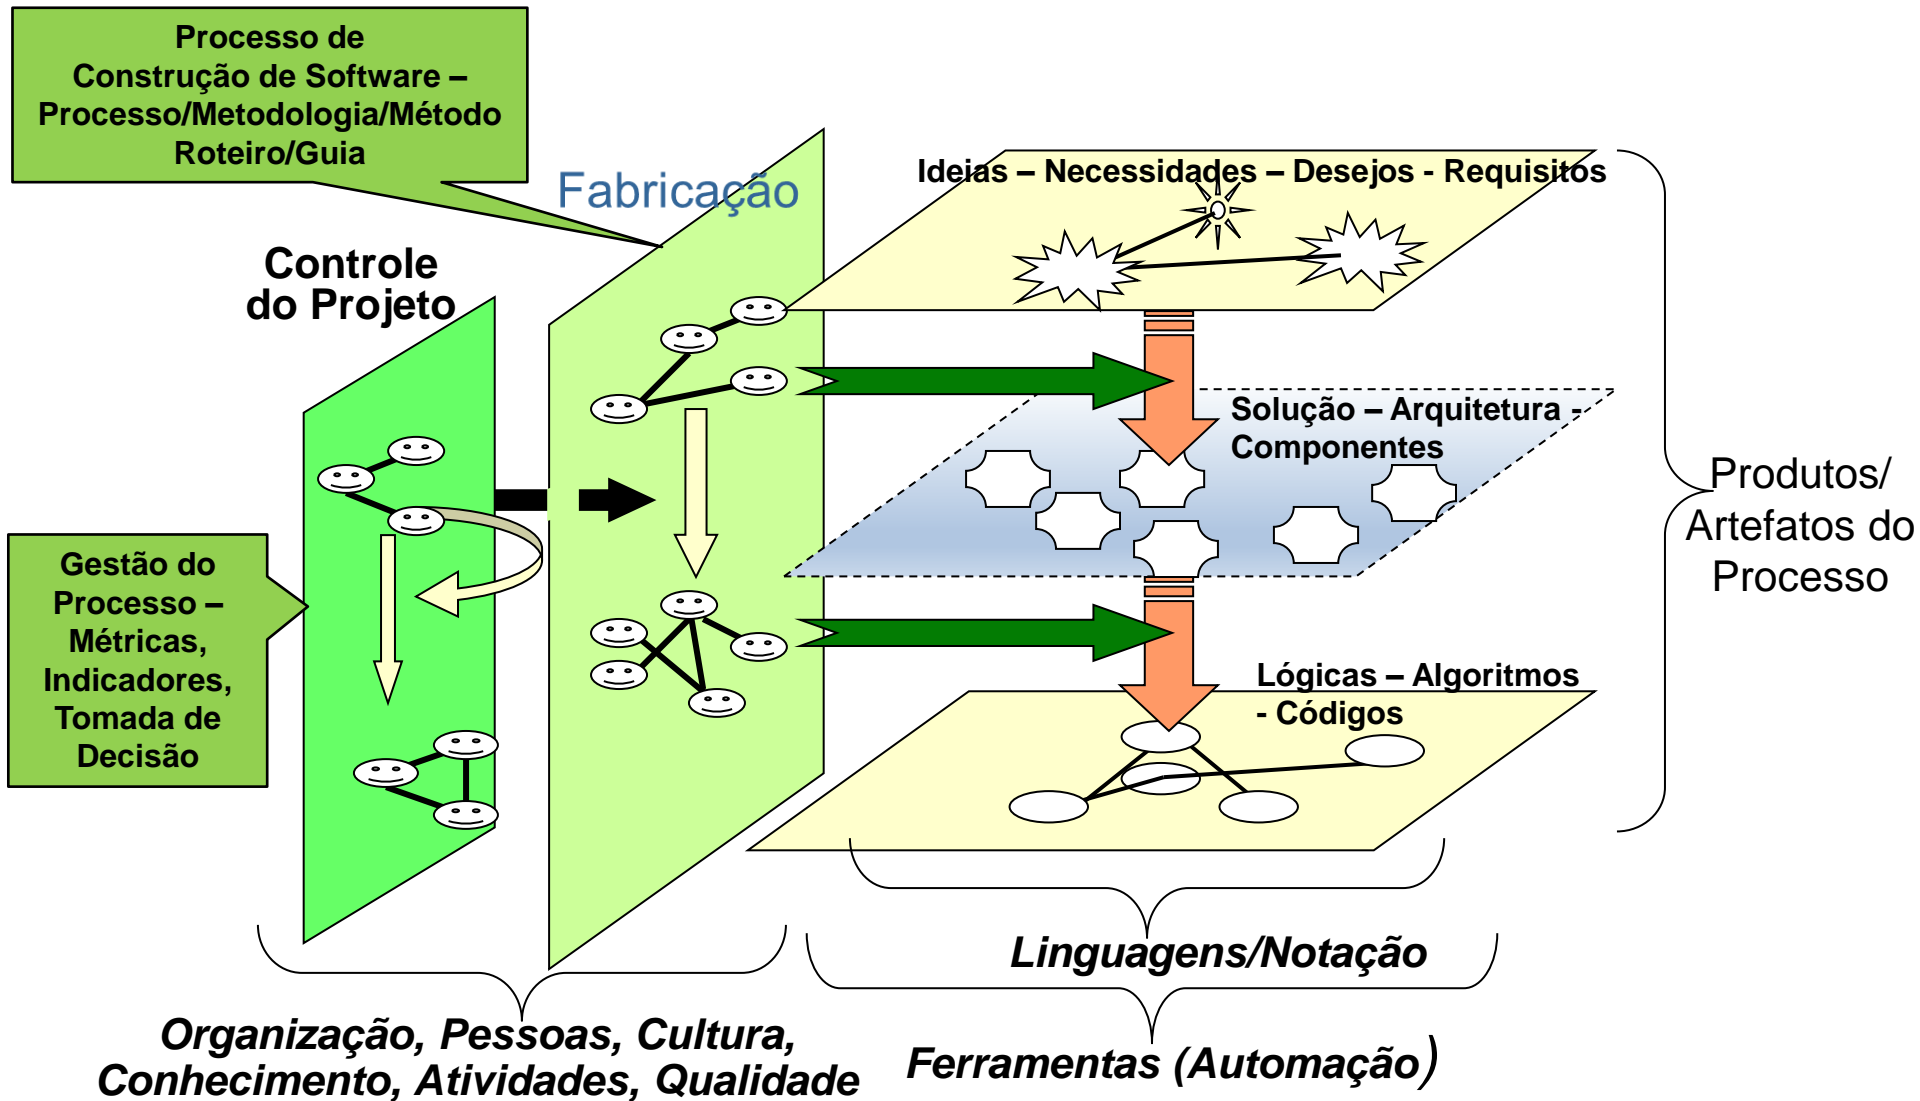 Processo de
Construção de Software –
Processo/Metodologia/Método
Roteiro/Guia
Fabricação
Ideias – Necessidades – Desejos - Requisitos
Controle
do Projeto
Solução – Arquitetura -
Componentes
Produtos/
Artefatos do
Processo
Gestão do
Processo –
Métricas,
Indicadores,
Tomada de
Decisão
Lógicas – Algoritmos
- Códigos
Linguagens/Notação
Organização, Pessoas, Cultura,
Conhecimento, Atividades, Qualidade
Ferramentas (Automação)